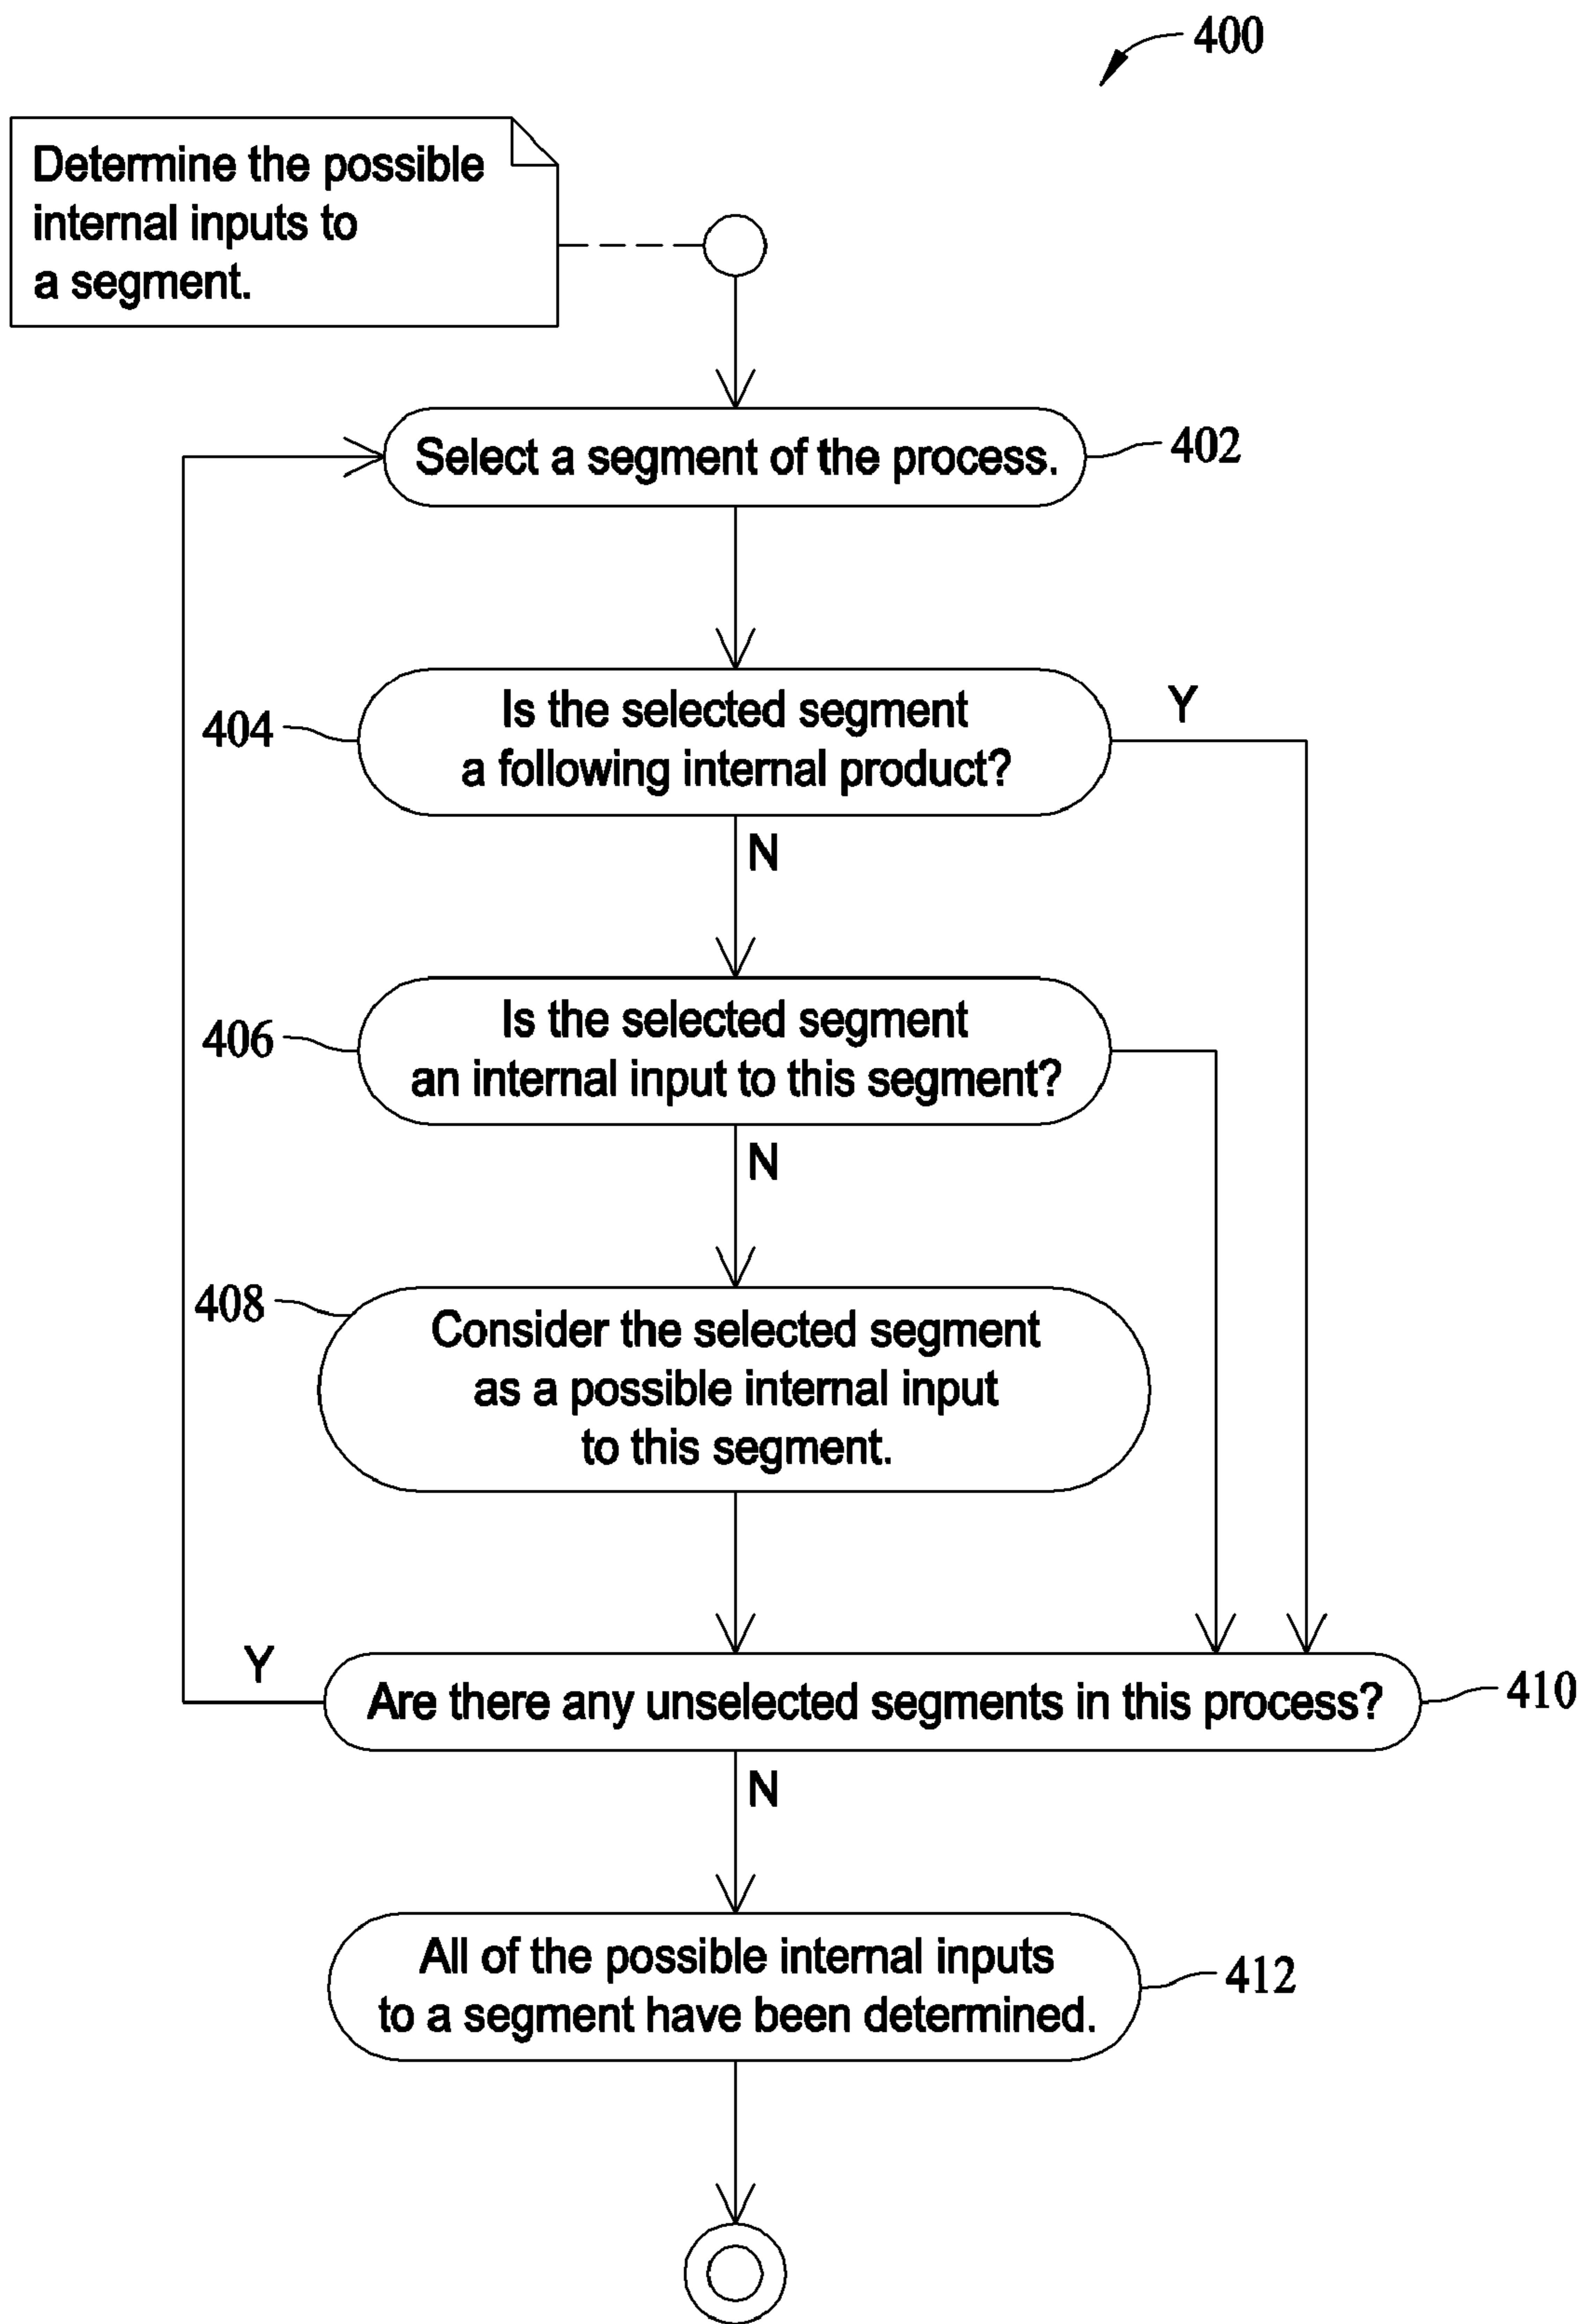 400
Determine the possible
internal inputs to
a segment.
Select a segment of the process.
402
404
Is the selected segment
a following internal product?
Y
N
406
Is the selected segment
an internal input to this segment?
N
408
Consider the selected segment
as a possible internal input
to this segment.
Y
Are there any unselected segments in this process?
410
N
All of the possible internal inputs
to a segment have been determined.
412